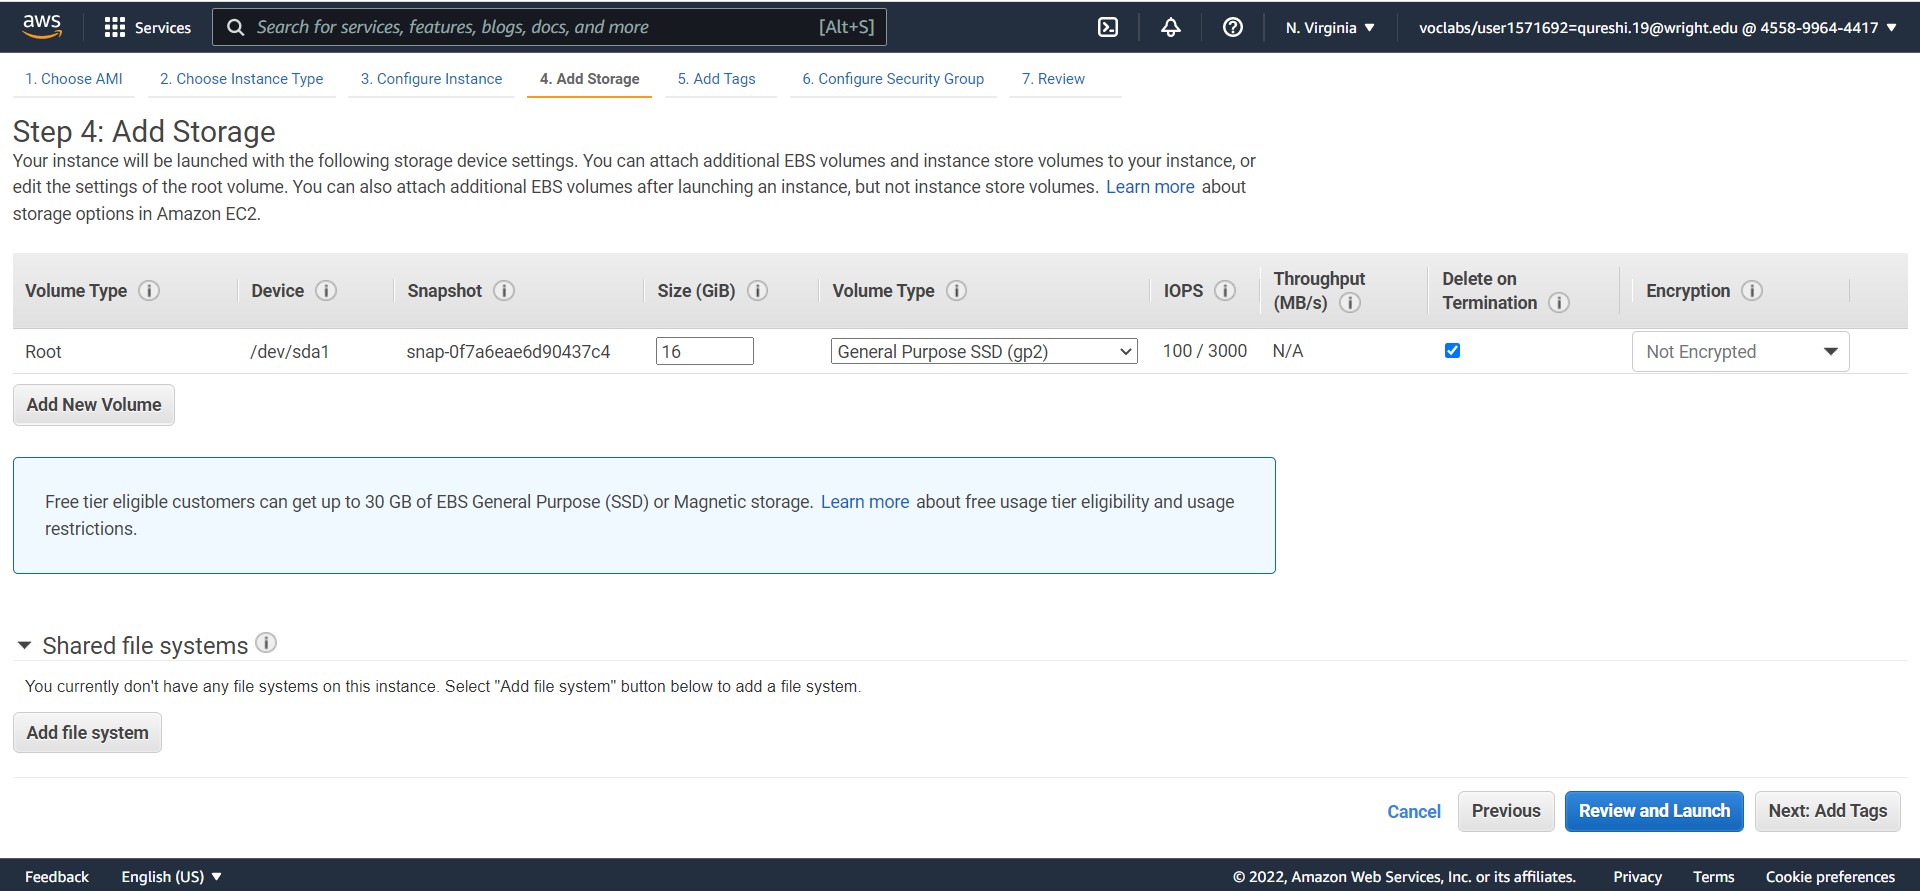 aws
Services
Search for services, features, blogs, docs, and more
[Alt+S]
N. Virginia
voclabs/user1571692=qureshi.19@wright.edu @ 4558-9964-4417
1. Choose AMI
2. Choose Instance Type
3. Configure Instance
4. Add Storage
5. Add Tags
6. Configure Security Group
7. Review
Step 4: Add Storage
Your instance will be launched with the following storage device settings. You can attach additional EBS volumes and instance store volumes to your instance, or
edit the settings of the root volume. You can also attach additional EBS volumes after launching an instance, but not instance store volumes. Learn more about
storage options in Amazon EC2.
Volume Type
Device
Snapshot
Size (GiB)
Volume Type
IOPS
Throughput
(MB/s)
Delete on
Termination
Encryption
Root
/dev/sda1
snap-0f7a6eae6d90437c4
16
General Purpose SSD (gp2)
100 / 3000
N/A
Not Encrypted
Add New Volume
Free tier eligible customers can get up to 30 GB of EBS General Purpose (SSD) or Magnetic storage. Learn more about free usage tier eligibility and usage
restrictions.
Shared file systems
You currently don't have any file systems on this instance. Select "Add file system" button below to add a file system.
Add file system
Cancel
Previous
Review and Launch
Next: Add Tags
Feedback
English (US)
© 2022, Amazon Web Services, Inc. or its affiliates.
Privacy
Terms
Cookie preferences